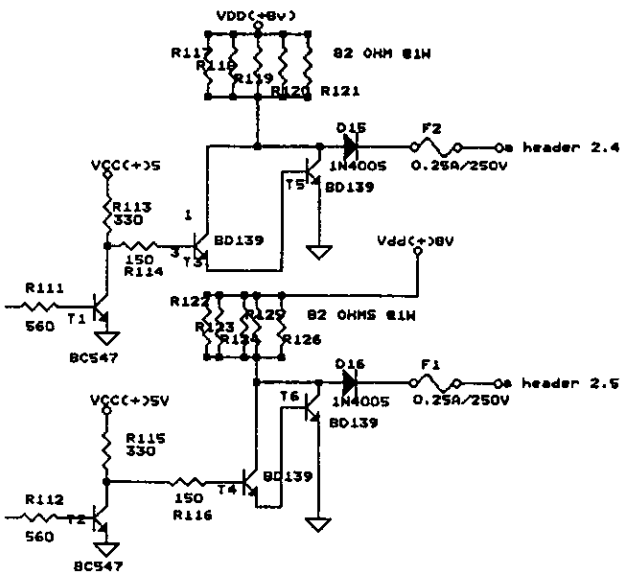 VDD(+8v)
R117
R118
R119
R120
R121
82 OHM @1W
D15
1N4005
F2
0.25A/250V
a header 2.4
VCC(+)5
R113
330
1
T5
BD139
BD139
3
T3
150
R114
Vdd(+)8V
R111
560
T1
BC547
R122
R123
R124
R125
R126
82 OHMS @1W
D16
1N4005
F1
0.25A/250V
a header 2.5
VCC(+)5V
T6
BD139
R115
330
BD139
T4
150
R116
R112
560
T2
BC547